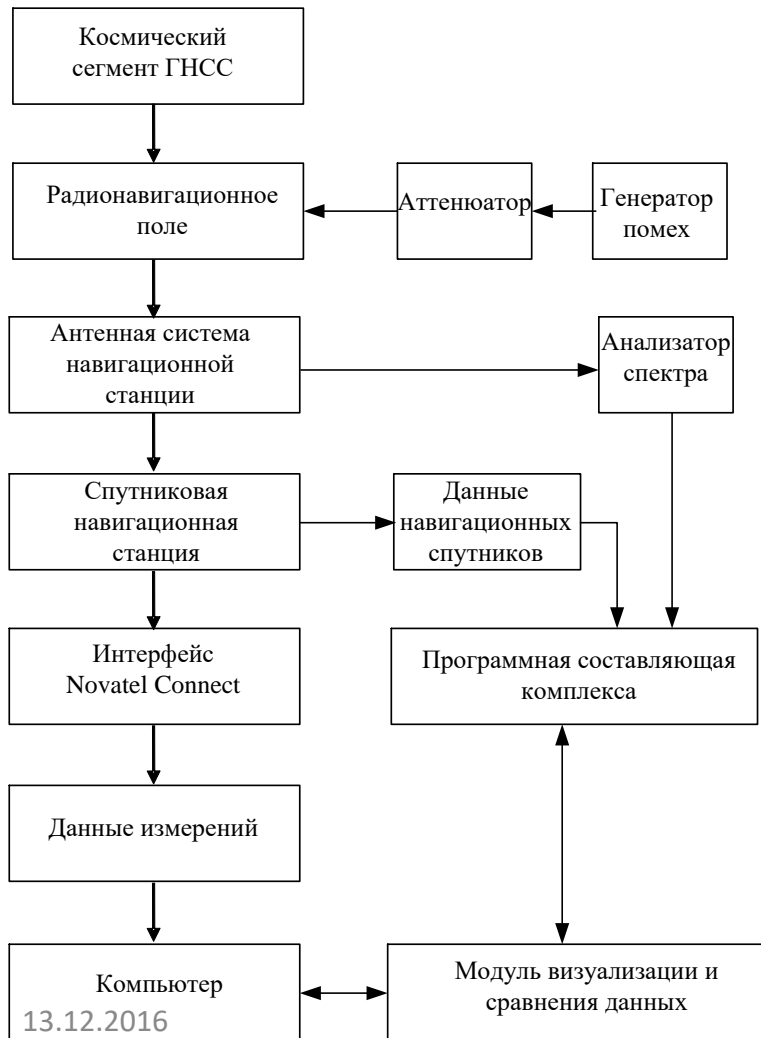 Космический
сегмент ГНСС
Радионавигационное
поле
Аттенюатор
Генератор
помех
Антенная система
навигационной
станции
Анализатор
спектра
Спутниковая
навигационная
станция
Данные
навигационных
спутников
Интерфейс
Novatel Connect
Программная составляющая
комплекса
Данные измерений
Компьютер
Модуль визуализации и
сравнения данных
13.12.2016